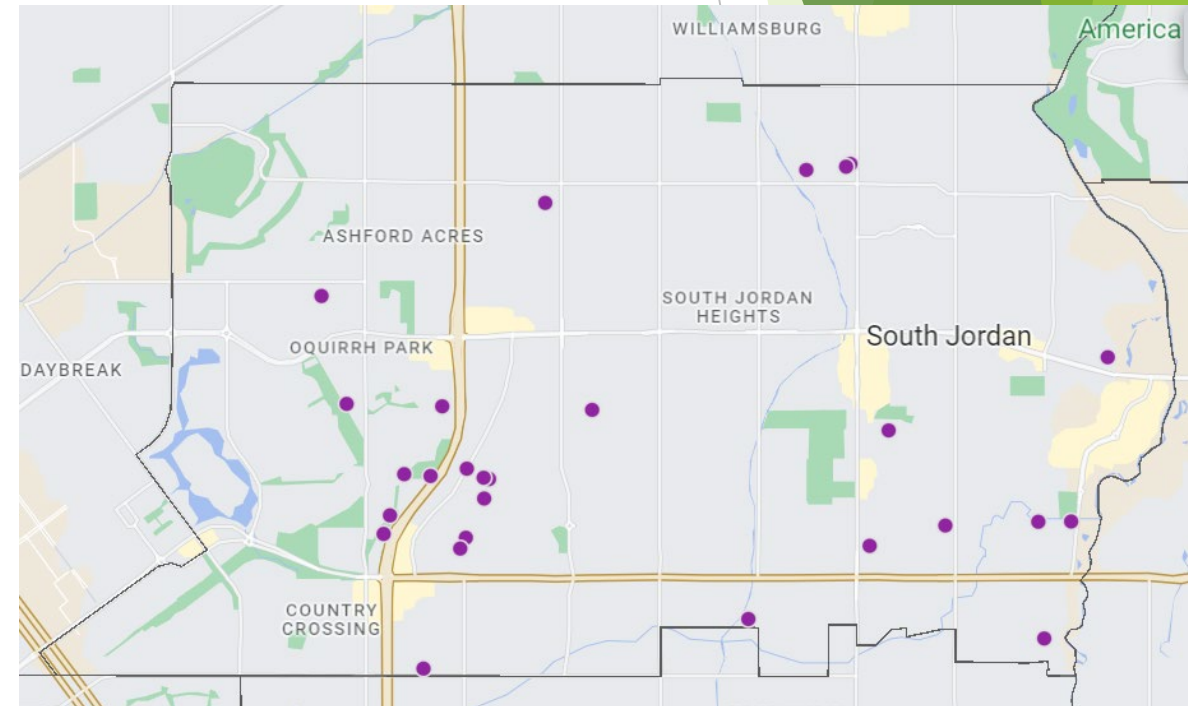 WILLIAMSBURG
America
ASHFORD ACRES
SOUTH JORDAN
HEIGHTS
South Jordan
OQUIRRH PARK
DAYBREAK
COUNTRY
CROSSING